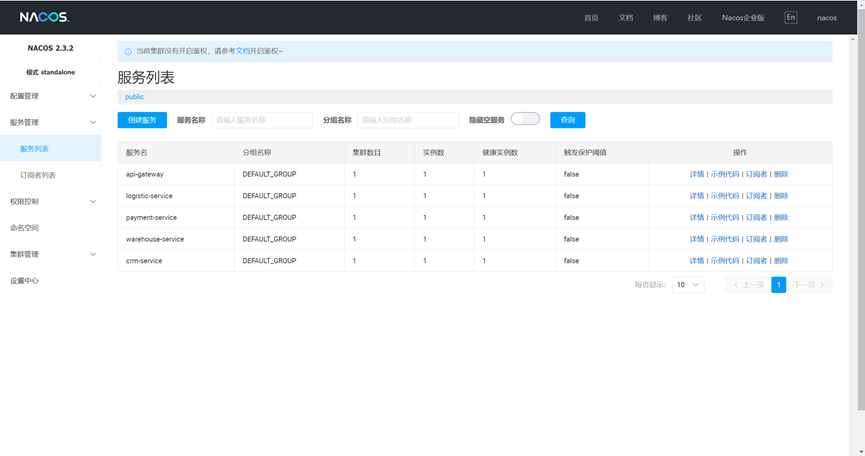 NACOS.
首页 文档 博客 社区 Nacos企业版 En nacos
NACOS 2.3.2
模式 standalone
配置管理
服务管理
服务列表
订阅者列表
权限控制
命名空间
集群管理
设置中心
当前集群没有开启鉴权，请参考文档开启鉴权~
服务列表
public
创建服务 服务名称 请输入服务名称 分组名称 请输入分组名称 隐藏空服务 查询
服务名 分组名称 集群数目 实例数 健康实例数 触发保护阈值 操作
api-gateway DEFAULT_GROUP 1 1 1 false 详情 | 示例代码 | 订阅者 | 删除
logistic-service DEFAULT_GROUP 1 1 1 false 详情 | 示例代码 | 订阅者 | 删除
payment-service DEFAULT_GROUP 1 1 1 false 详情 | 示例代码 | 订阅者 | 删除
warehouse-service DEFAULT_GROUP 1 1 1 false 详情 | 示例代码 | 订阅者 | 删除
crm-service DEFAULT_GROUP 1 1 1 false 详情 | 示例代码 | 订阅者 | 删除
每页显示: 10 < 上一页 1 下一页 >